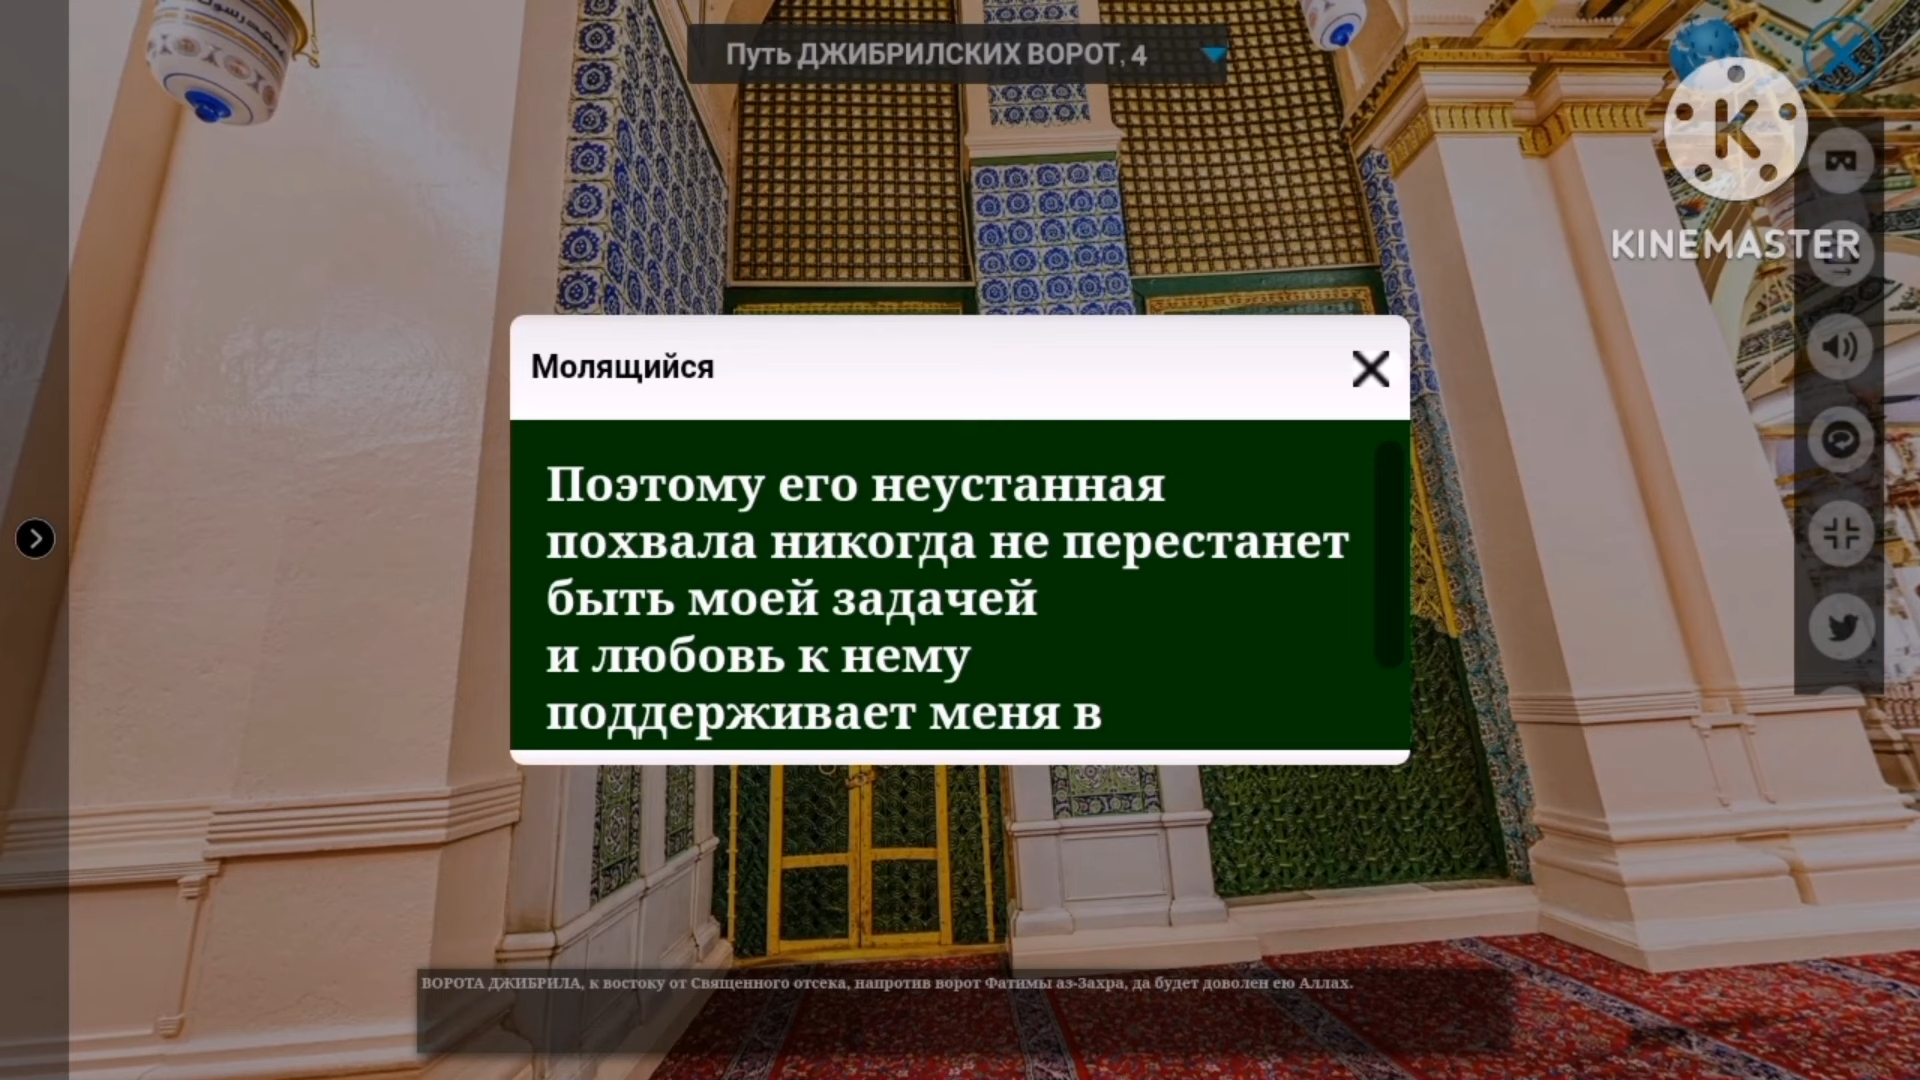 Путь ДЖИБРИЛСКИХ ВОРОТ, 4
KINEMASTER
Молящийся
Поэтому его неустанная
похвала никогда не перестанет
быть моей задачей
и любовь к нему
поддерживает меня в
ВОРОТА ДЖИБРИЛА, к востоку от Священного отсека, напротив ворот Фатимы аз-Захра, да будет доволен ею Аллах.